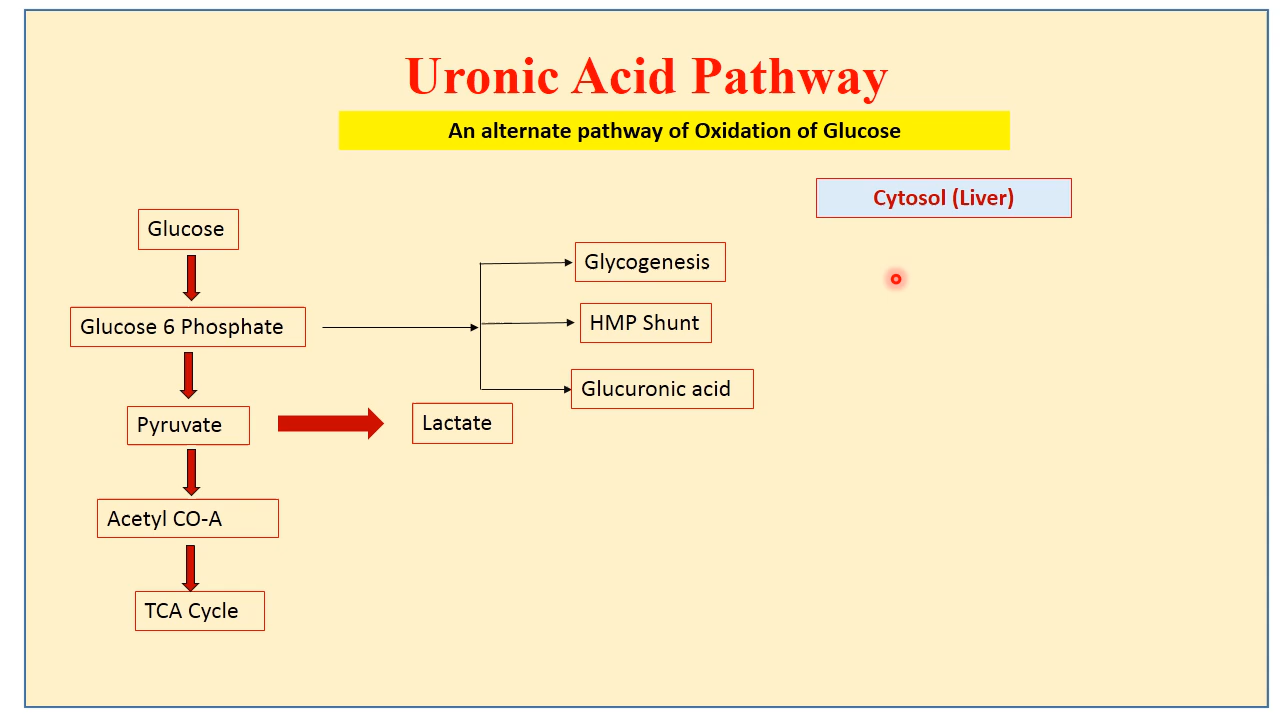 Uronic Acid Pathway
An alternate pathway of Oxidation of Glucose
Cytosol (Liver)
Glucose
Glucose 6 Phosphate
Pyruvate
Acetyl CO-A
TCA Cycle
Lactate
Glycogenesis
HMP Shunt
Glucuronic acid